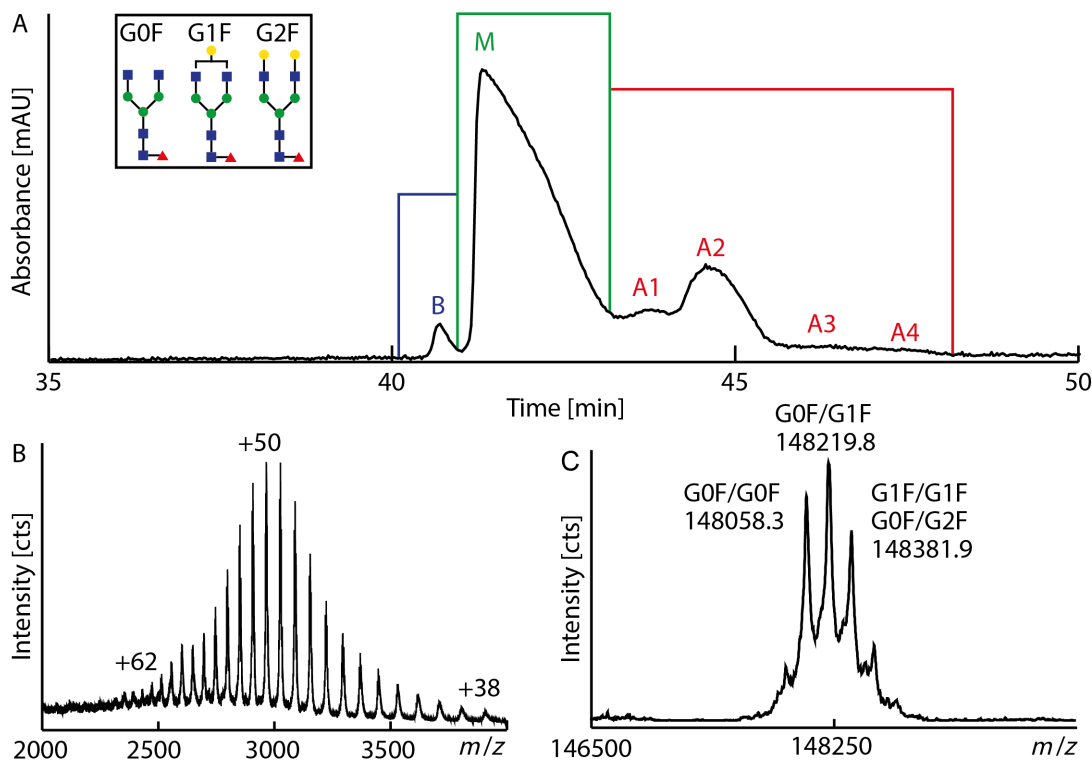 A
G0F G1F G2F
M
B
A1
A2
A3
A4
Absorbance [mAU]
35 40 45 50
Time [min]
B
+50
+62
+38
Intensity [cts]
2000 2500 3000 3500 m/z
C
G0F/G1F
148219.8
G0F/G0F
148058.3
G1F/G1F
G0F/G2F
148381.9
Intensity [cts]
146500 148250 m/z